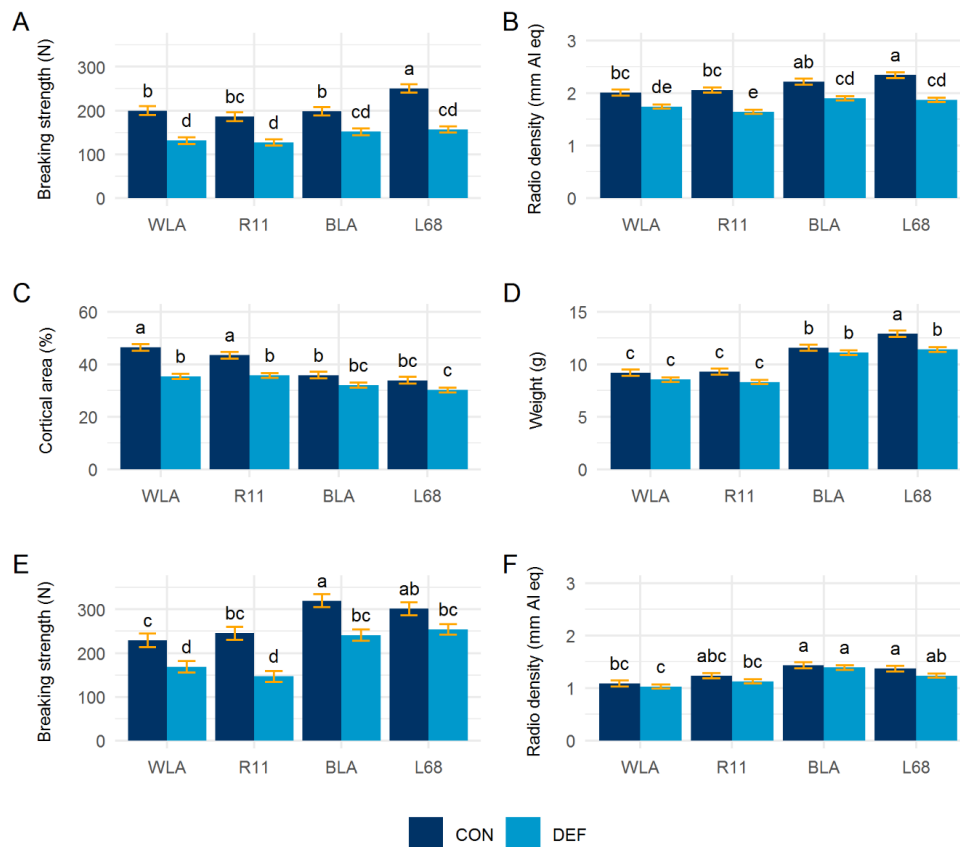 A
Breaking strength (N)
300
200
100
0
b
d
bc
d
b
cd
a
cd
WLA
R11
BLA
L68
B
Radio density (mm Al eq)
3
2
1
0
bc
de
bc
e
ab
cd
a
cd
WLA
R11
BLA
L68
C
Cortical area (%)
60
40
20
0
a
b
a
b
b
bc
bc
c
WLA
R11
BLA
L68
D
Weight (g)
15
10
5
0
c
c
c
c
b
b
a
b
WLA
R11
BLA
L68
E
Breaking strength (N)
300
200
100
0
c
d
bc
d
a
bc
ab
bc
WLA
R11
BLA
L68
F
Radio density (mm Al eq)
3
2
1
0
bc
c
abc
bc
a
a
a
ab
WLA
R11
BLA
L68
CON
DEF